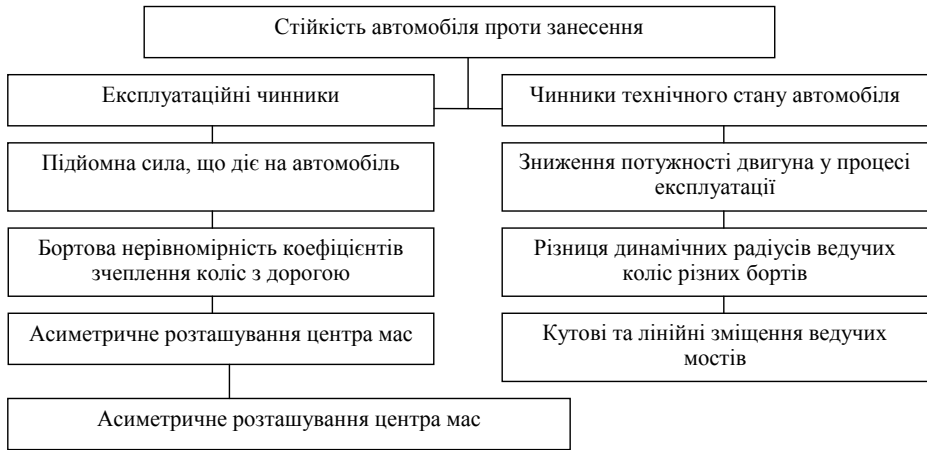 Стійкість автомобіля проти занесення
Експлуатаційні чинники
Чинники технічного стану автомобіля
Підйомна сила, що діє на автомобіль
Зниження потужності двигуна у процесі
експлуатації
Бортова нерівномірність коефіцієнтів
зчеплення коліс з дорогою
Різниця динамічних радіусів ведучих
коліс різних бортів
Асиметричне розташування центра мас
Кутові та лінійні зміщення ведучих
мостів
Асиметричне розташування центра мас